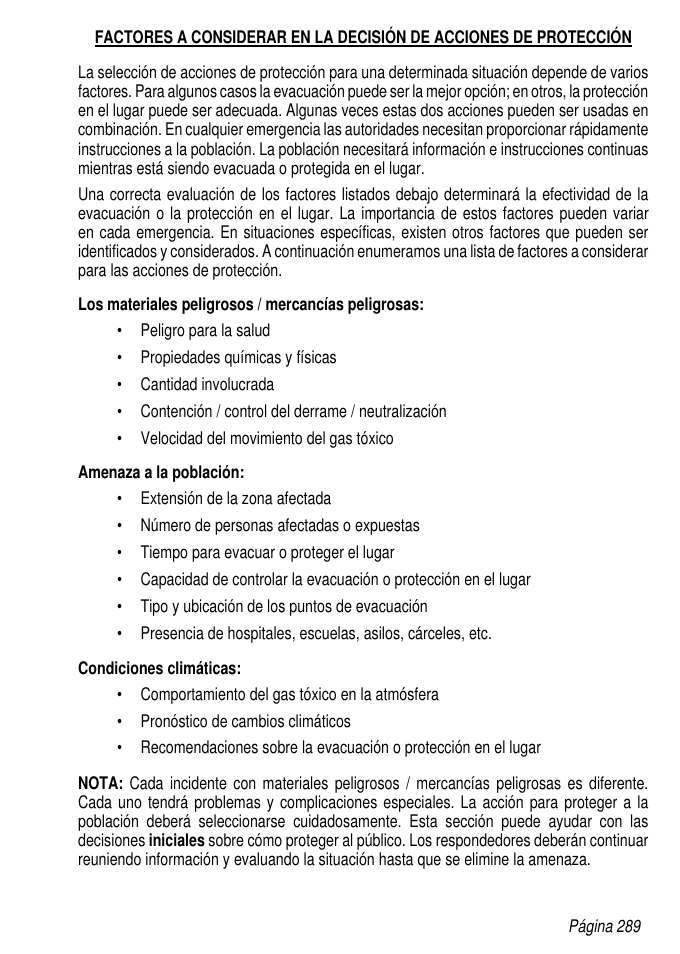 FACTORES A CONSIDERAR EN LA DECISIÓN DE ACCIONES DE PROTECCIÓN
La selección de acciones de protección para una determinada situación depende de varios
factores. Para algunos casos la evacuación puede ser la mejor opción; en otros, la protección
en el lugar puede ser adecuada. Algunas veces estas dos acciones pueden ser usadas en
combinación. En cualquier emergencia las autoridades necesitan proporcionar rápidamente
instrucciones a la población. La población necesitará información e instrucciones continuas
mientras está siendo evacuada o protegida en el lugar.
Una correcta evaluación de los factores listados debajo determinará la efectividad de la
evacuación o la protección en el lugar. La importancia de estos factores pueden variar
en cada emergencia. En situaciones específicas, existen otros factores que pueden ser
identificados y considerados. A continuación enumeramos una lista de factores a considerar
para las acciones de protección.
Los materiales peligrosos / mercancías peligrosas:
• Peligro para la salud
• Propiedades químicas y físicas
• Cantidad involucrada
• Contención / control del derrame / neutralización
• Velocidad del movimiento del gas tóxico
Amenaza a la población:
• Extensión de la zona afectada
• Número de personas afectadas o expuestas
• Tiempo para evacuar o proteger el lugar
• Capacidad de controlar la evacuación o protección en el lugar
• Tipo y ubicación de los puntos de evacuación
• Presencia de hospitales, escuelas, asilos, cárceles, etc.
Condiciones climáticas:
• Comportamiento del gas tóxico en la atmósfera
• Pronóstico de cambios climáticos
• Recomendaciones sobre la evacuación o protección en el lugar
NOTA: Cada incidente con materiales peligrosos / mercancías peligrosas es diferente.
Cada uno tendrá problemas y complicaciones especiales. La acción para proteger a la
población deberá seleccionarse cuidadosamente. Esta sección puede ayudar con las
decisiones iniciales sobre cómo proteger al público. Los respondedores deberán continuar
reuniendo información y evaluando la situación hasta que se elimine la amenaza.
Página 289